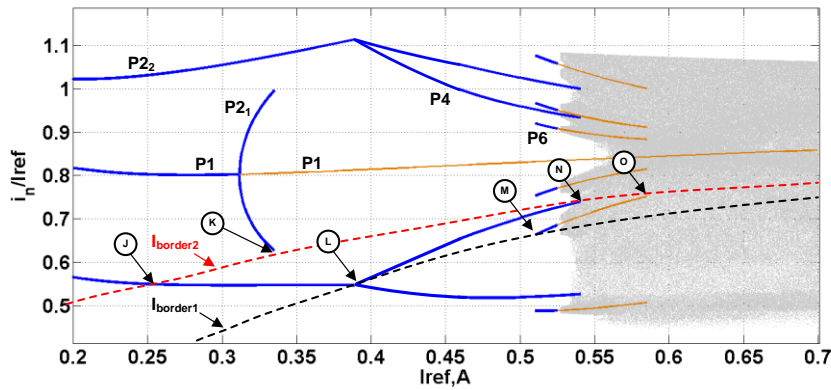 1.1
1
0.9
0.8
0.7
0.6
0.5
i_n/Iref
P2_2
P2_1
P4
P6
P1
P1
J
K
L
M
N
O
I_border2
I_border1
0.2
0.25
0.3
0.35
0.4
0.45
0.5
0.55
0.6
0.65
0.7
Iref,A